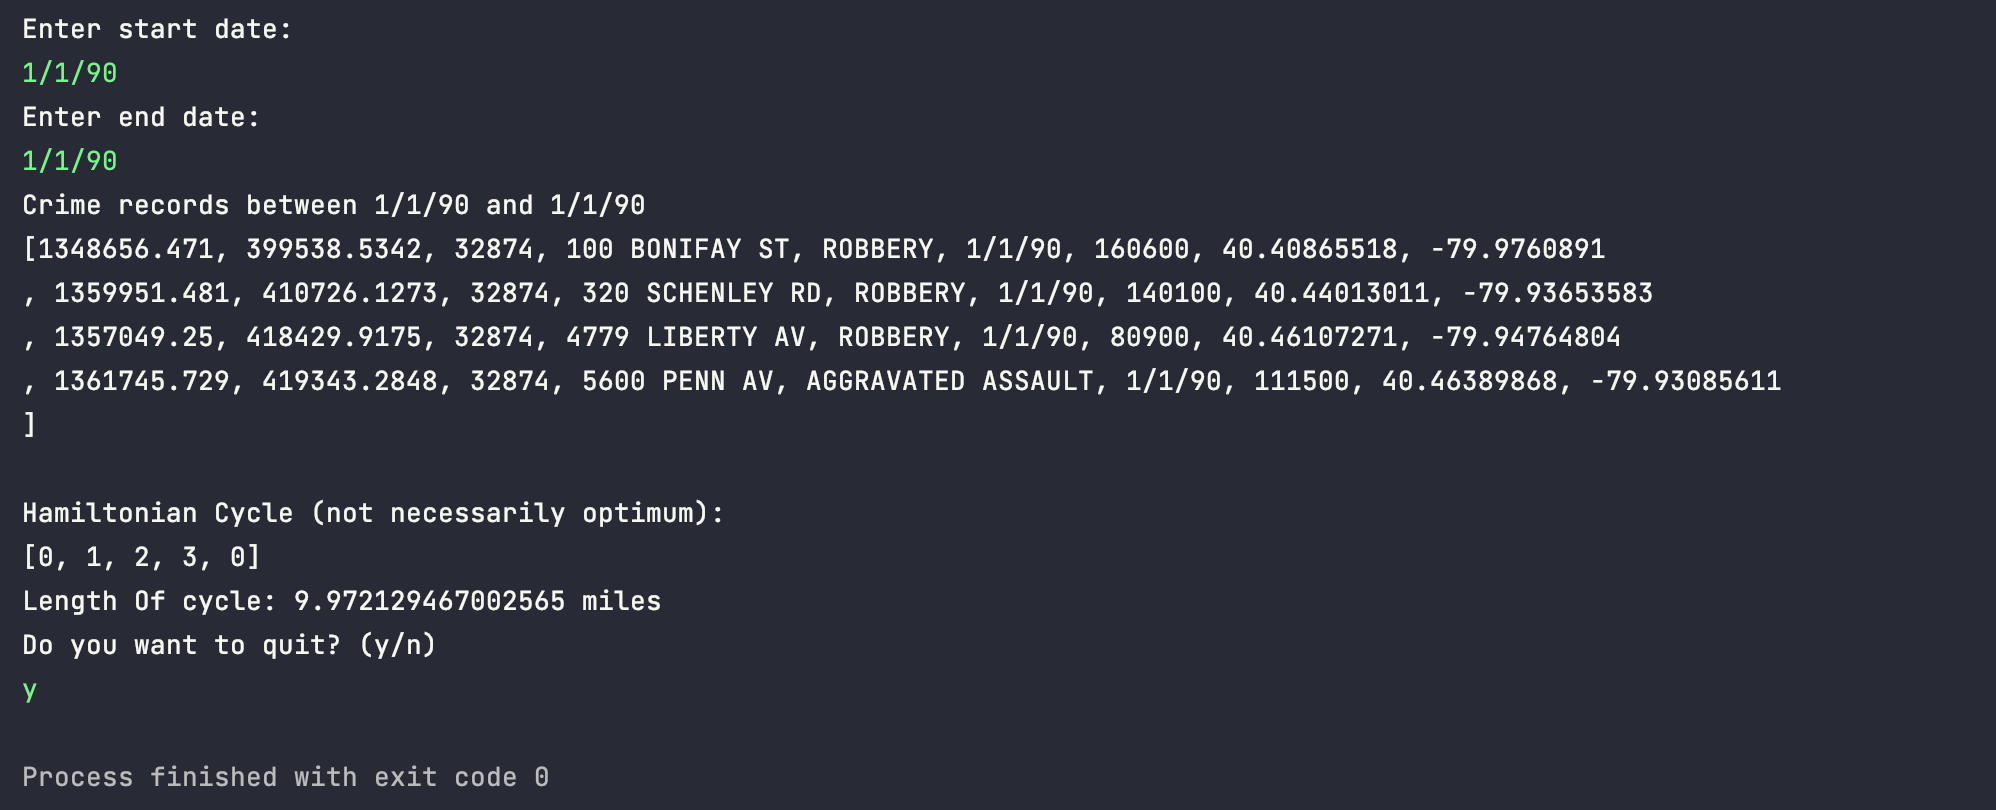 Enter start date:
1/1/90
Enter end date:
1/1/90
Crime records between 1/1/90 and 1/1/90
[1348656.471, 399538.5342, 32874, 100 BONIFAY ST, ROBBERY, 1/1/90, 160600, 40.40865518, -79.9760891
, 1359951.481, 410726.1273, 32874, 320 SCHENLEY RD, ROBBERY, 1/1/90, 140100, 40.44013011, -79.93653583
, 1357049.25, 418429.9175, 32874, 4779 LIBERTY AV, ROBBERY, 1/1/90, 80900, 40.46107271, -79.94764804
, 1361745.729, 419343.2848, 32874, 5600 PENN AV, AGGRAVATED ASSAULT, 1/1/90, 111500, 40.46389868, -79.93085611
]
Hamiltonian Cycle (not necessarily optimum):
[0, 1, 2, 3, 0]
Length Of cycle: 9.972129467002565 miles
Do you want to quit? (y/n)
y
Process finished with exit code 0